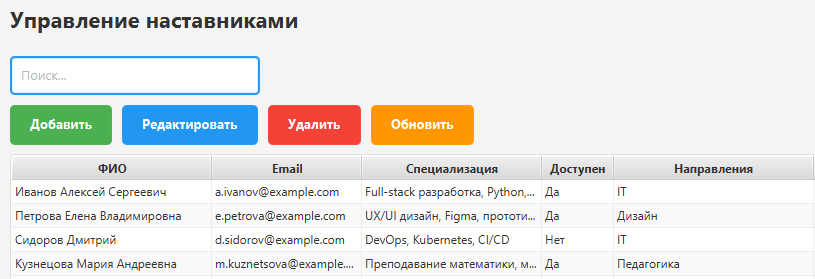 Управление наставниками
Поиск...
Добавить Редактировать Удалить Обновить
ФИО Email Специализация Доступен Направления
Иванов Алексей Сергеевич a.ivanov@example.com Full-stack разработка, Python,... Да IT
Петрова Елена Владимировна e.petrova@example.com UX/UI дизайн, Figma, прототи... Да Дизайн
Сидоров Дмитрий d.sidorov@example.com DevOps, Kubernetes, CI/CD Нет IT
Кузнецова Мария Андреевна m.kuznetsova@example.... Преподавание математики, м... Да Педагогика